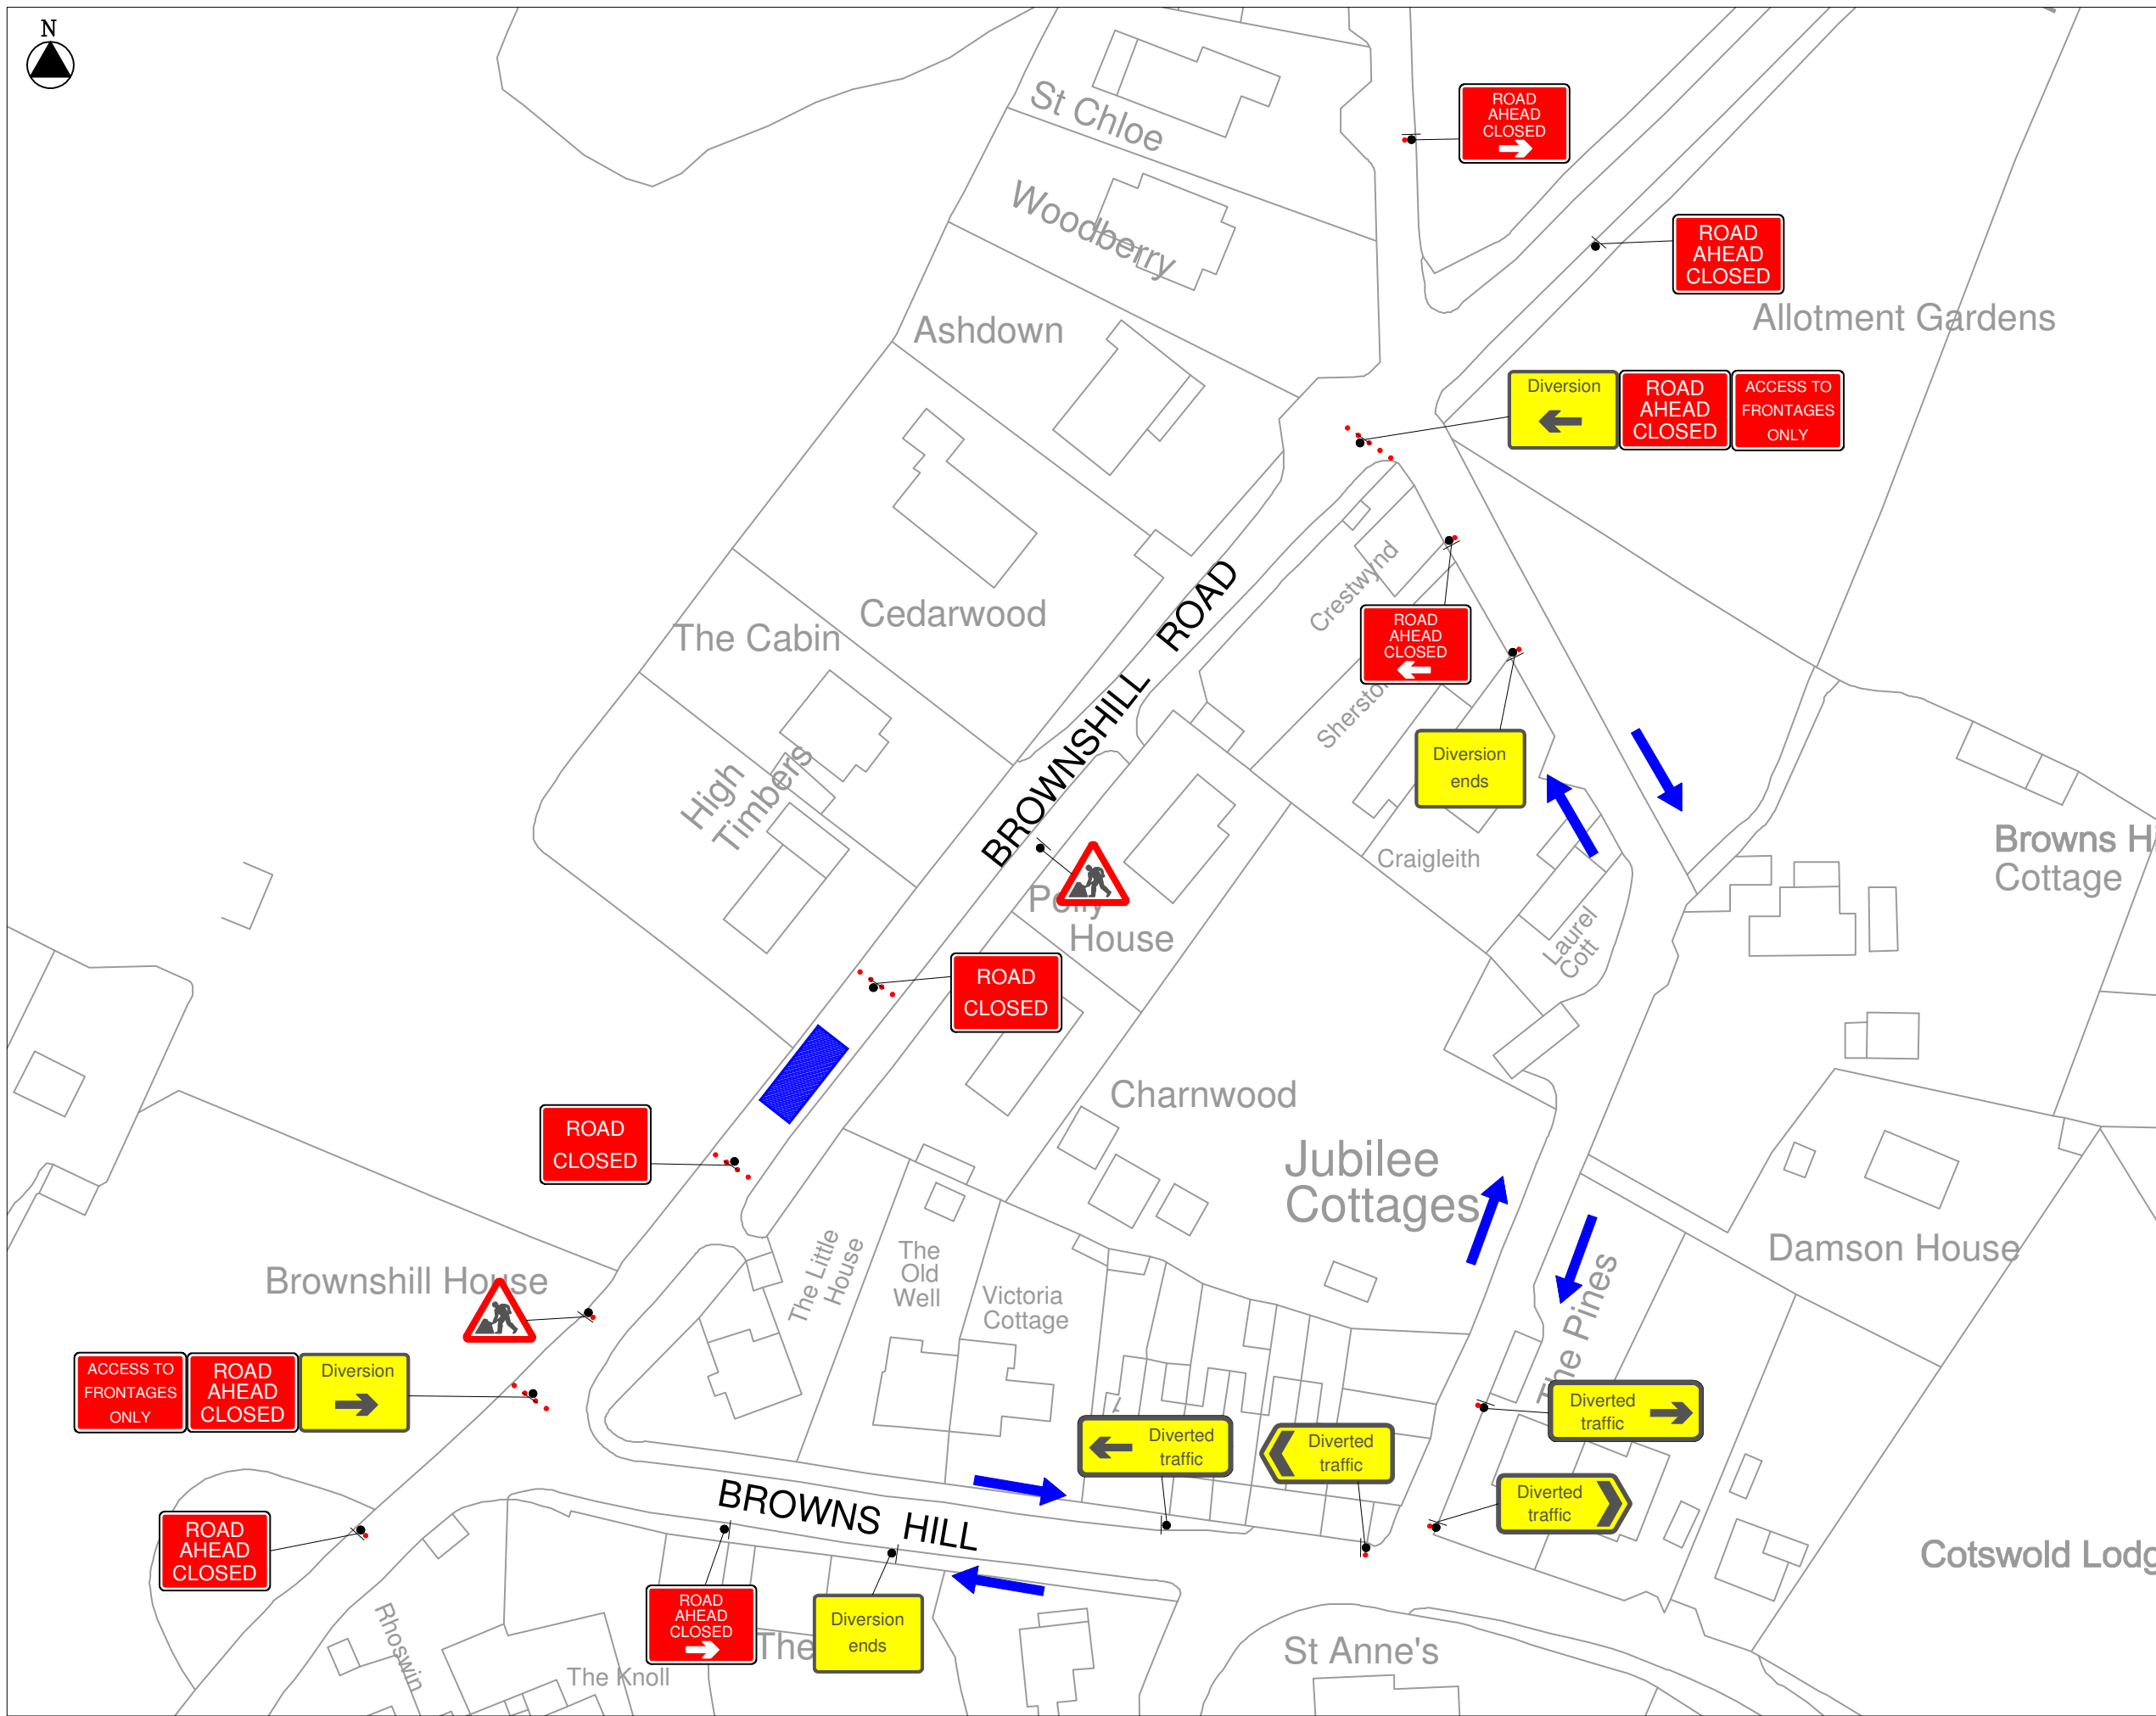 N
St Chloe
ROAD
AHEAD
CLOSED
Woodberry
ROAD
AHEAD
CLOSED
Ashdown
Allotment Gardens
Diversion
ROAD
AHEAD
CLOSED
ACCESS TO
FRONTAGES
ONLY
Crestwynd
Cedarwood
The Cabin
BROWNSHILL ROAD
ROAD
AHEAD
CLOSED
Diversion
ends
High
Timbers
Craigleith
Browns H
Cottage
House
Laurel
Cott
ROAD
CLOSED
Charnwood
ROAD
CLOSED
Jubilee
Cottages
The Little
House
The
Old
Well
Victoria
Cottage
Damson House
The Pines
Brownshill House
ACCESS TO
FRONTAGES
ONLY
ROAD
AHEAD
CLOSED
Diversion
Diverted
traffic
Diverted
traffic
Diverted
traffic
Diverted
traffic
BROWNS HILL
ROAD
AHEAD
CLOSED
Cotswold Lodg
ROAD
AHEAD
CLOSED
Diversion
ends
The
Rhoswin
The Knoll
St Anne's